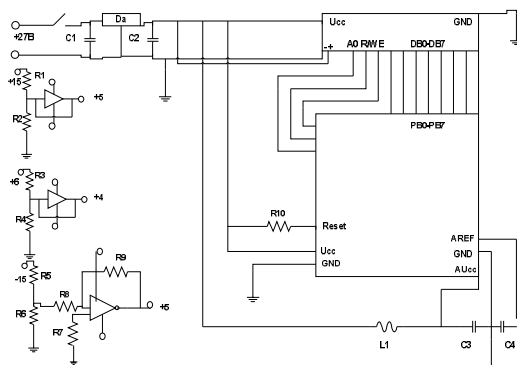 Da
Ucc GND
+27B C1 C2
-+ A0 R/W E DB0-DB7
R1
+15 +5
R2
PB0-PB7
R3
+6 +4
R4
R10 Reset
AREF
Ucc GND
GND AUcc
R5 R9
-15
R8 +5
R6
R7
L1 C3 C4